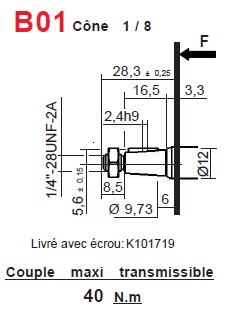 B01 Cône 1 / 8
F
28,3 ± 0,25
16,5
3,3
2,4h9
1/4"-28UNF-2A
5,6 ± 0.15
8,5
Ø 9,73
6
Ø12
Livré avec écrou: K101719
Couple maxi transmissible
40 N.m